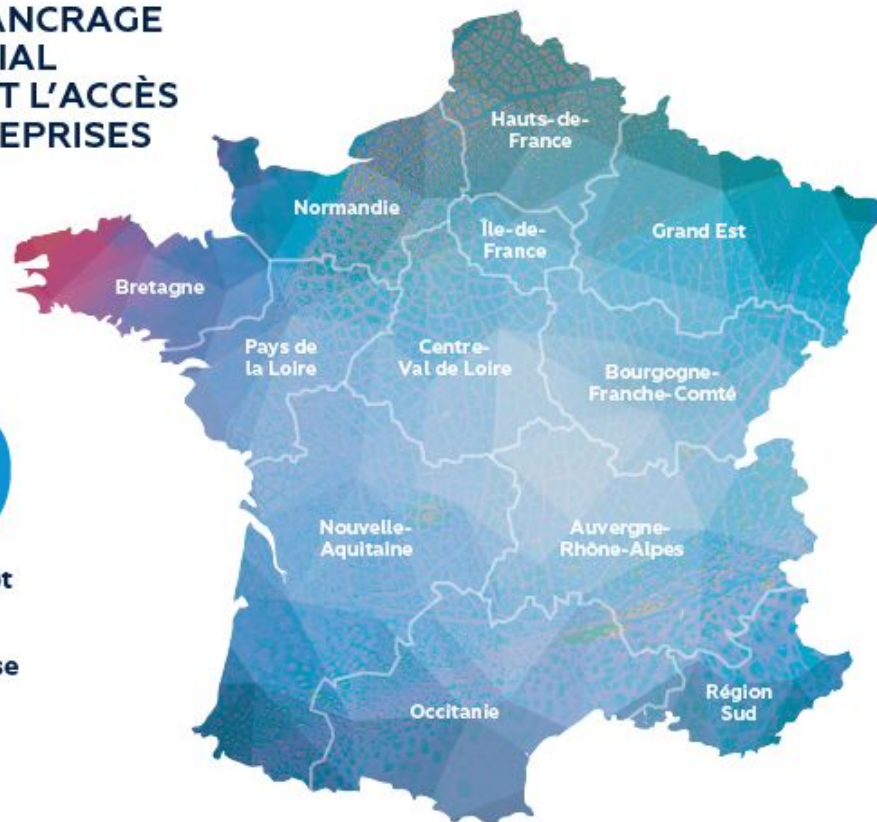 ANCRAGE
IAL
T L'ACCÈS
EPRISES
Hauts-de-
France
Normandie
Île-de-
France
Grand Est
Bretagne
Pays de
la Loire
Centre-
Val de Loire
Bourgogne-
Franche-Comté
Nouvelle-
Aquitaine
Auvergne-
Rhône-Alpes
t
se
Occitanie
Région
Sud